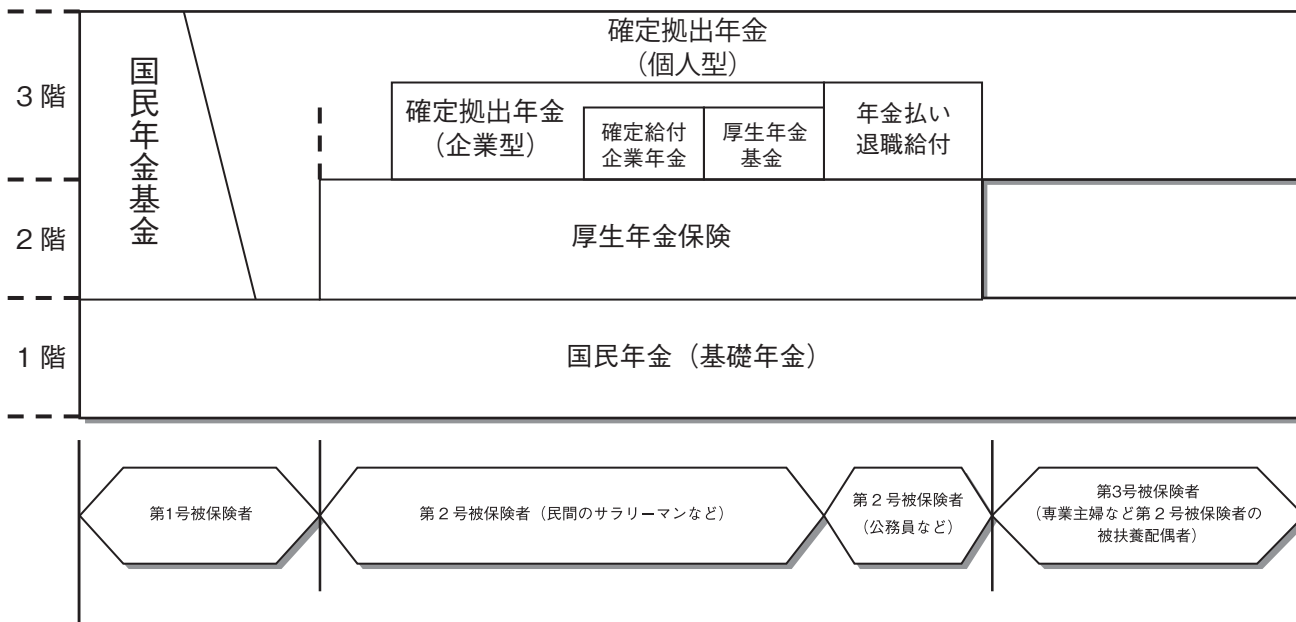 確定拠出年金
（個人型）
国民年金基金
3階
確定拠出年金
（企業型）
確定給付
企業年金
厚生年金
基金
年金払い
退職給付
2階
厚生年金保険
1階
国民年金（基礎年金）
第1号被保険者
第２号被保険者（民間のサラリーマンなど）
第２号被保険者
（公務員など）
第3号被保険者
（専業主婦など第２号被保険者の
被扶養配偶者）